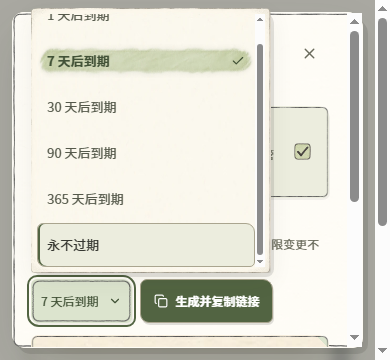 1 天后到期
7 天后到期
30 天后到期
90 天后到期
365 天后到期
永不过期
限变更不
7 天后到期
生成并复制链接